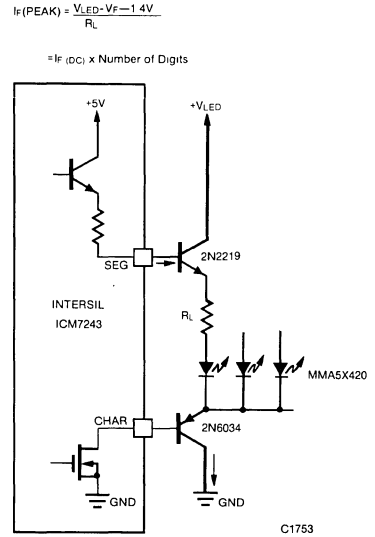 IF(PEAK) = VLED-VF—1 4V
RL
=IF (DC) x Number of Digits
+5V
+VLED
SEG
2N2219
INTERSIL
ICM7243
RL
MMA5X420
CHAR
2N6034
GND
GND
C1753